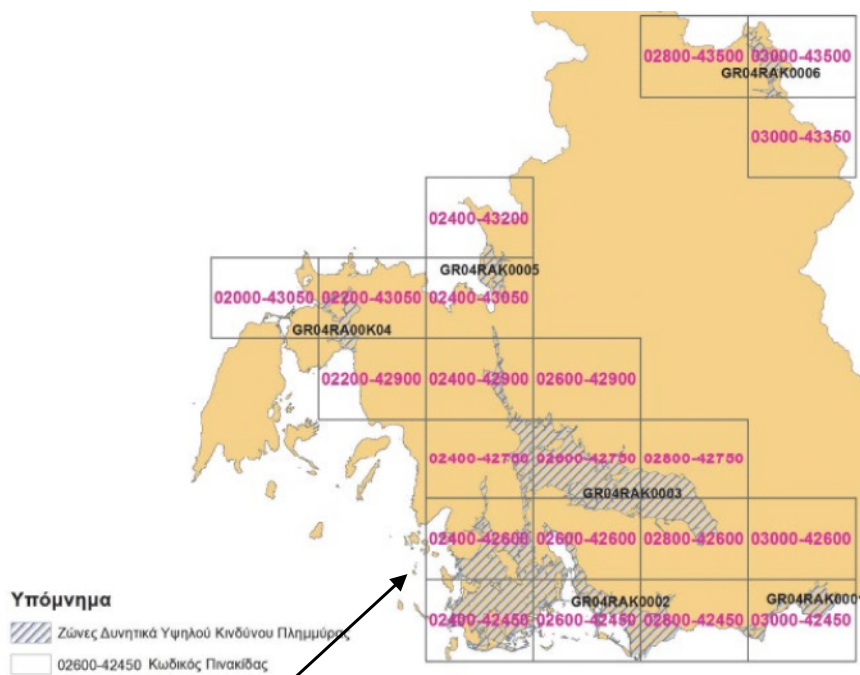 02800-43500 03000-43500
GR04RAK0006
03000-43350
02400-43200
GR04RAK0005
02000-43050 02200-43050 02400-43050
GR04RA00K04
02200-42900 02400-42900 02600-42900
02400-42750 02600-42750 02800-42750
GR04RAK0003
02400-42600 02600-42600 02800-42600 03000-42600
Υπόμνημα
GR04RAK0002 GR04RAK0001
02400-42450 02600-42450 02800-42450 03000-42450
Ζώνες Δυνητικά Υψηλού Κινδύνου Πλημμύρας
02600-42450 Κωδικός Πινακίδας